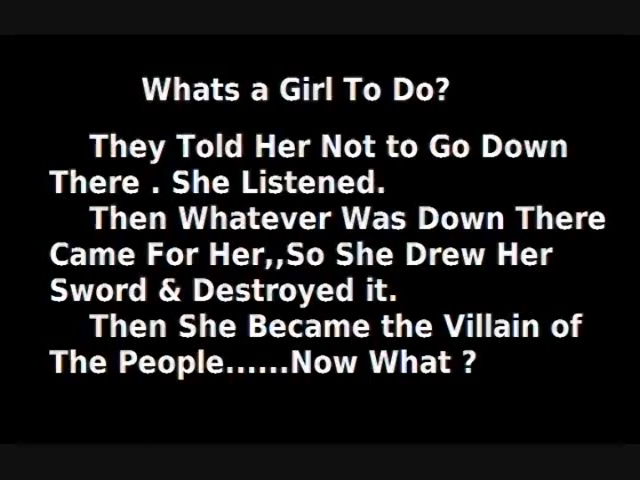 Whats a Girl To Do?
They Told Her Not to Go Down
There . She Listened.
Then Whatever Was Down There
Came For Her,,So She Drew Her
Sword & Destroyed it.
Then She Became the Villain of
The People......Now What ?